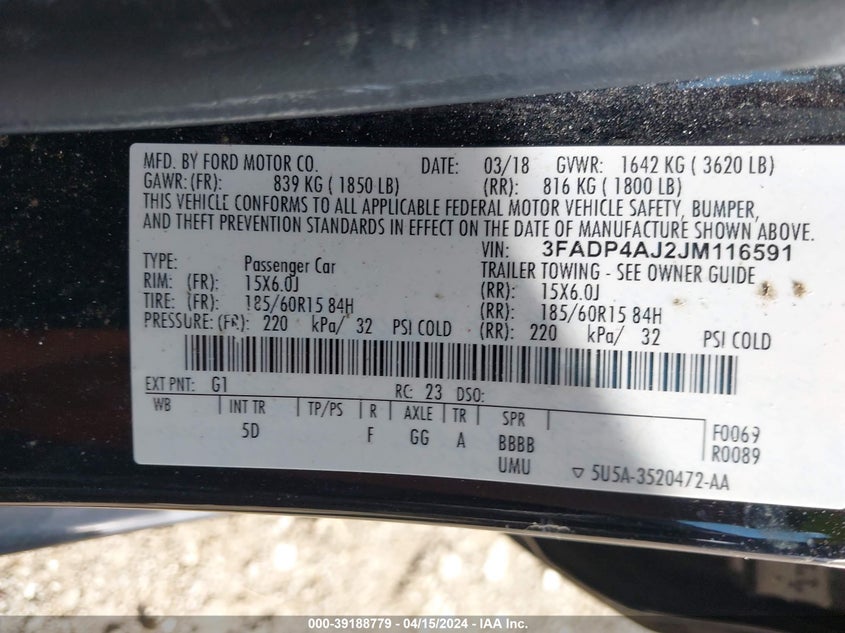 MFD. BY FORD MOTOR CO. DATE: 03/18 GVWR: 1642 KG ( 3620 LB)
GAWR:(FR): 839 KG ( 1850 LB) (RR): 816 KG ( 1800 LB)
THIS VEHICLE CONFORMS TO ALL APPLICABLE FEDERAL MOTOR VEHICLE SAFETY, BUMPER,
AND THEFT PREVENTION STANDARDS IN EFFECT ON THE DATE OF MANUFACTURE SHOWN ABOVE.
VIN: 3FADP4AJ2JM116591
TYPE: Passenger Car TRAILER TOWING - SEE OWNER GUIDE
RIM: (FR): 15X6.0J (RR): 15X6.0J
TIRE: (FR): 185/60R15 84H (RR): 185/60R15 84H
PRESSURE: (FR): 220 kPa/ 32 PSI COLD (RR): 220 kPa/ 32 PSI COLD
EXT PNT: G1 RC: 23 DSO:
WB INT TR TP/PS R AXLE TR SPR
5D F GG A BBBB F0069
UMU R0089
▽ 5U5A-3520472-AA
000-39188779 - 04/15/2024 - IAA Inc.